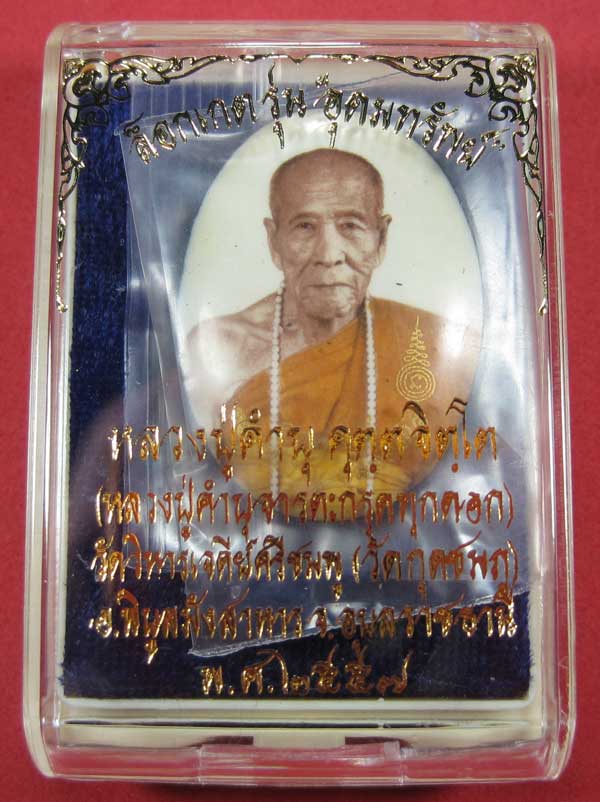 ล็อกเกต รุ่น อุดมทรัพย์
หลวงปู่คำบุ คุตฺตจิตฺโต
(หลวงปู่คำบุจารตะกรุดทุกดอก)
วัดวิหารเจดีย์ศรีชมพู (วัดกุดชมภู)
อ.พิบูลมังสาหาร จ.อุบลราชธานี
พ.ศ.๒๕๕๗